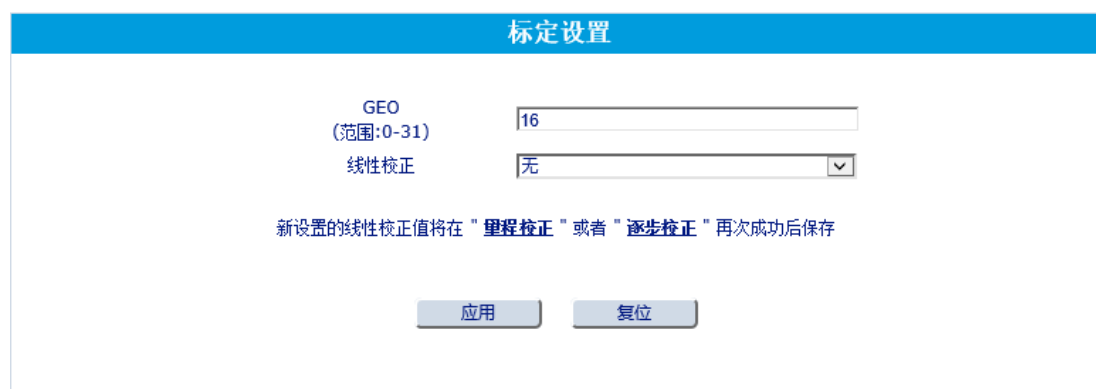 标定设置
GEO
(范围:0-31)
16
线性校正
无
新设置的线性校正值将在 " 量程校正 " 或者 " 逐步校正 " 再次成功后保存
应用
复位